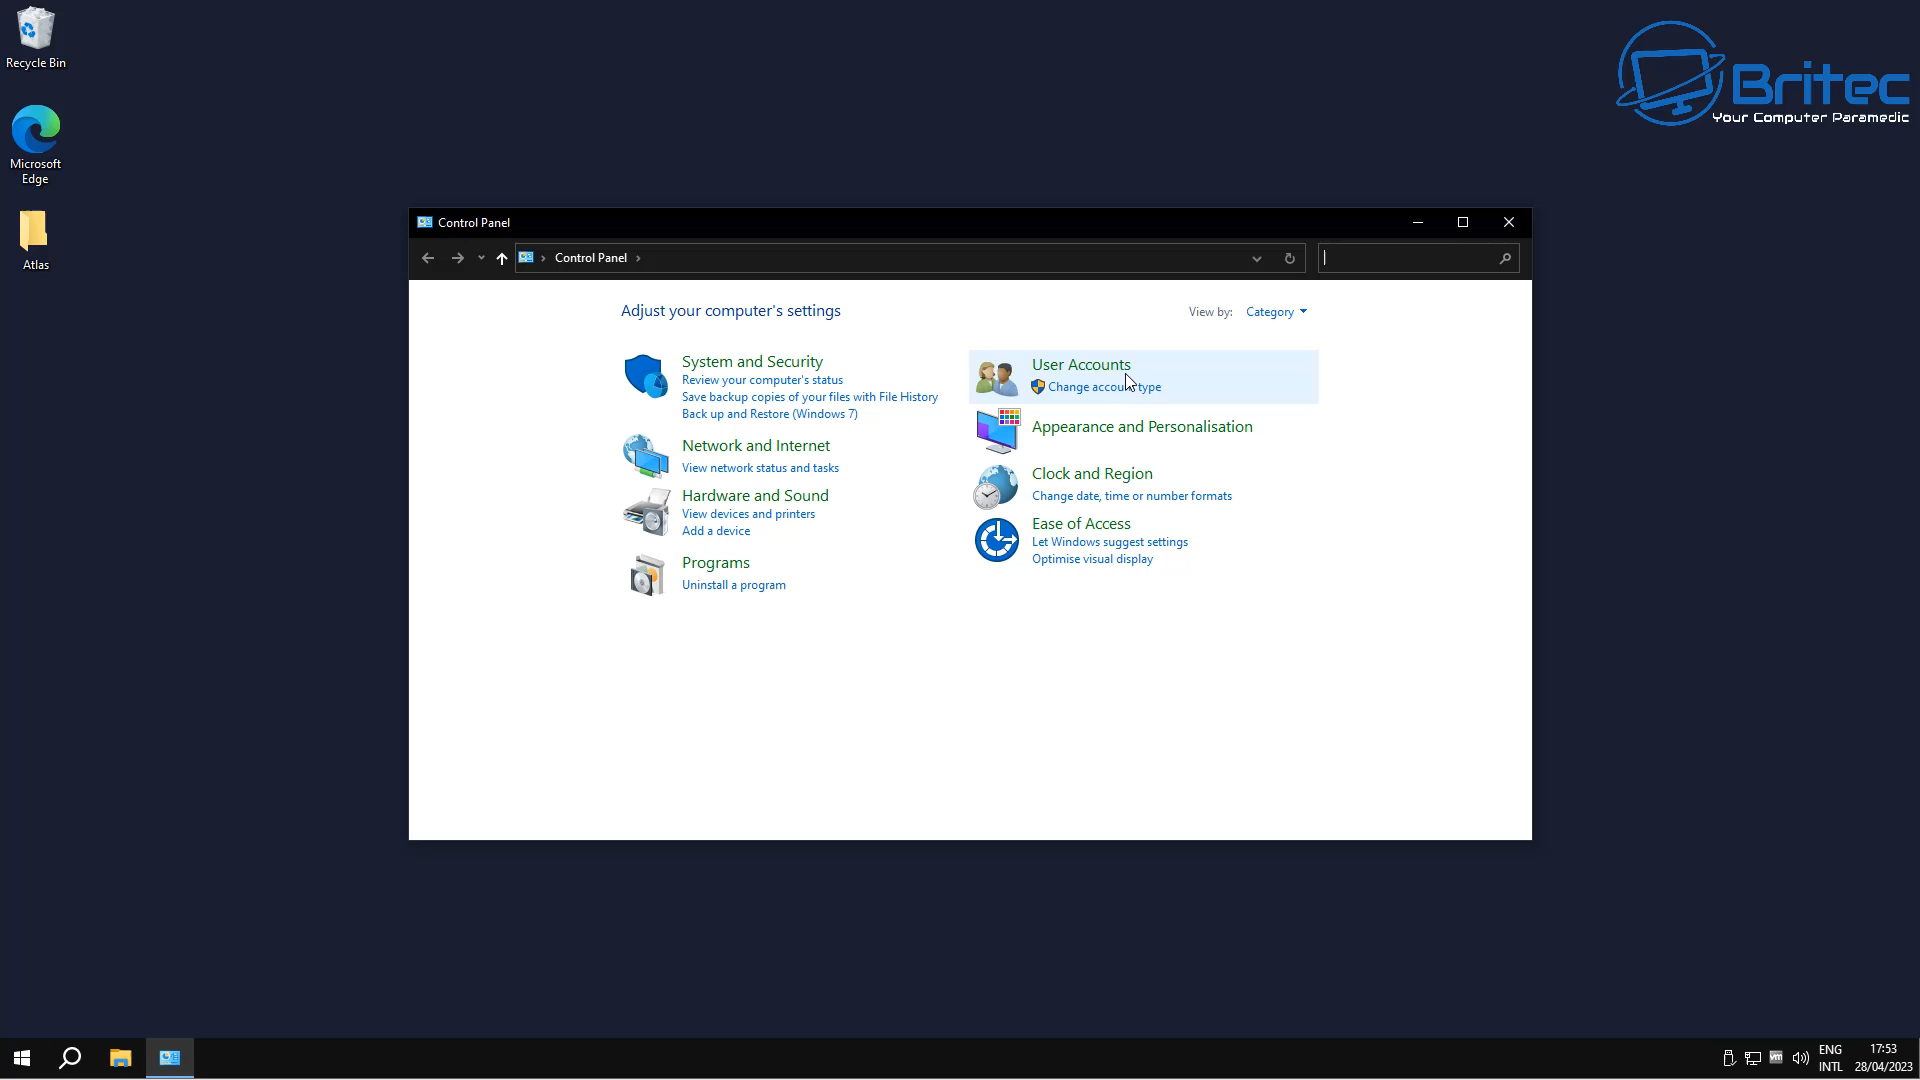 Recycle Bin
Microsoft
Edge
Atlas
Britec
Your Computer Paramedic
Control Panel
Control Panel
Adjust your computer's settings
View by: Category
System and Security
Review your computer's status
Save backup copies of your files with File History
Back up and Restore (Windows 7)
Network and Internet
View network status and tasks
Hardware and Sound
View devices and printers
Add a device
Programs
Uninstall a program
User Accounts
Change account type
Appearance and Personalisation
Clock and Region
Change date, time or number formats
Ease of Access
Let Windows suggest settings
Optimise visual display
vm
ENG
INTL
17:53
28/04/2023